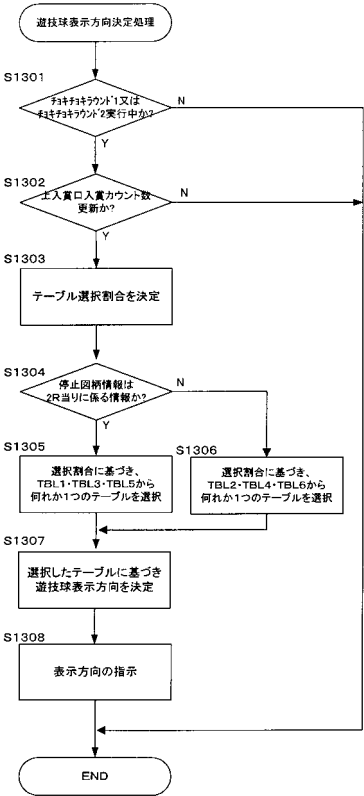 遊技球表示方向決定処理
S1301
ﾁｮｷﾁｮｷﾗｳﾝﾄﾞ1又は
ﾁｮｷﾁｮｷﾗｳﾝﾄﾞ2実行中か?
N
Y
S1302
上入賞口入賞カウント数
更新か?
N
Y
S1303
テーブル選択割合を決定
S1304
停止図柄情報は
2R当りに係る情報か?
N
Y
S1305
選択割合に基づき、
TBL1・TBL3・TBL5から
何れか1つのテーブルを選択
S1306
選択割合に基づき、
TBL2・TBL4・TBL6から
何れか1つのテーブルを選択
S1307
選択したテーブルに基づき
遊技球表示方向を決定
S1308
表示方向の指示
END